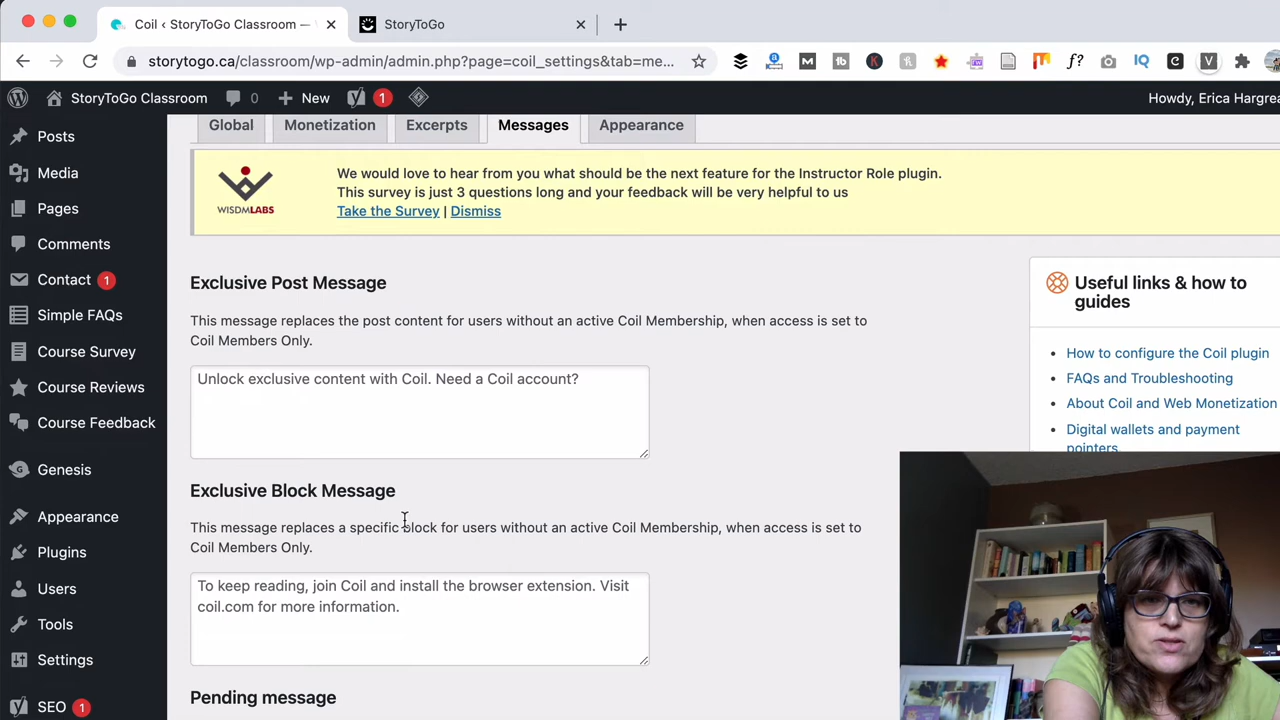 Coil ‹ StoryToGo Classroom —
StoryToGo
storytogo.ca/classroom/wp-admin/admin.php?page=coil_settings&tab=me...
StoryToGo Classroom
0
New
1
Howdy, Erica Hargrea
Posts
Media
Pages
Comments
Contact 1
Simple FAQs
Course Survey
Course Reviews
Course Feedback
Genesis
Appearance
Plugins
Users
Tools
Settings
SEO 1
Global
Monetization
Excerpts
Messages
Appearance
WISDMLABS
We would love to hear from you what should be the next feature for the Instructor Role plugin.
This survey is just 3 questions long and your feedback will be very helpful to us
Take the Survey | Dismiss
Exclusive Post Message
This message replaces the post content for users without an active Coil Membership, when access is set to
Coil Members Only.
Unlock exclusive content with Coil. Need a Coil account?
Exclusive Block Message
This message replaces a specific block for users without an active Coil Membership, when access is set to
Coil Members Only.
To keep reading, join Coil and install the browser extension. Visit
coil.com for more information.
Pending message
Useful links & how to
guides
• How to configure the Coil plugin
• FAQs and Troubleshooting
• About Coil and Web Monetization
• Digital wallets and payment
pointers